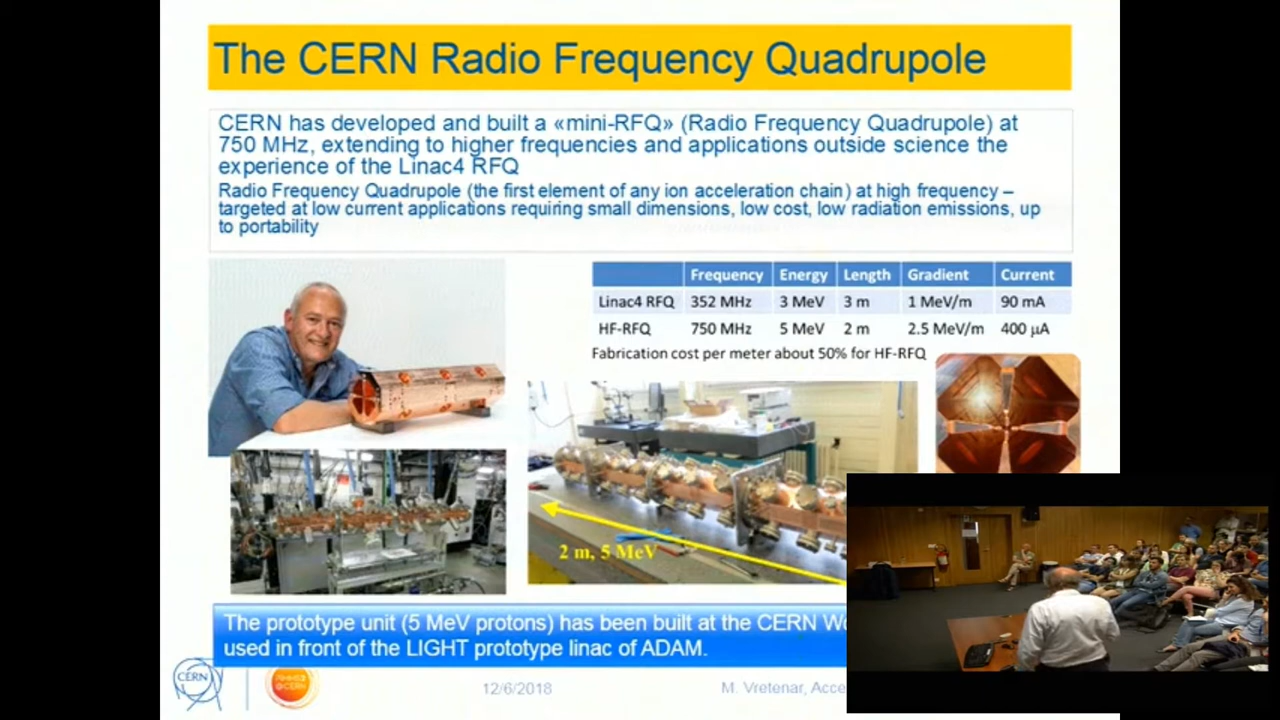 The CERN Radio Frequency Quadrupole
CERN has developed and built a «mini-RFQ» (Radio Frequency Quadrupole) at
750 MHz, extending to higher frequencies and applications outside science the
experience of the Linac4 RFQ
Radio Frequency Quadrupole (the first element of any ion acceleration chain) at high frequency –
targeted at low current applications requiring small dimensions, low cost, low radiation emissions, up
to portability
Frequency Energy Length Gradient Current
Linac4 RFQ 352 MHz 3 MeV 3 m 1 MeV/m 90 mA
HF-RFQ 750 MHz 5 MeV 2 m 2.5 MeV/m 400 μA
Fabrication cost per meter about 50% for HF-RFQ
2 m, 5 MeV
The prototype unit (5 MeV protons) has been built at the CERN
used in front of the LIGHT prototype linac of ADAM.
CERN
@CERN
12/6/2018
M. Vretenar,